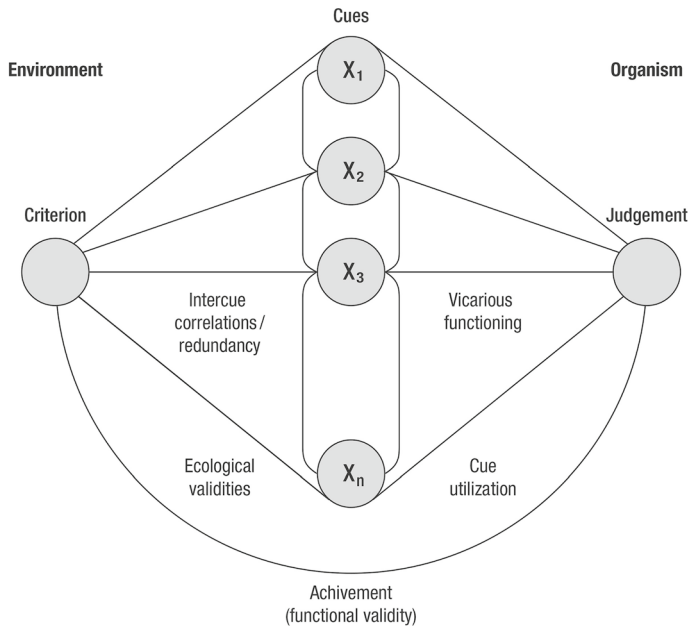 Cues
Environment
Organism
X1
X2
Criterion
Judgement
X3
Intercue
correlations/
redundancy
Vicarious
functioning
Ecological
validities
Xn
Cue
utilization
Achivement
(functional validity)